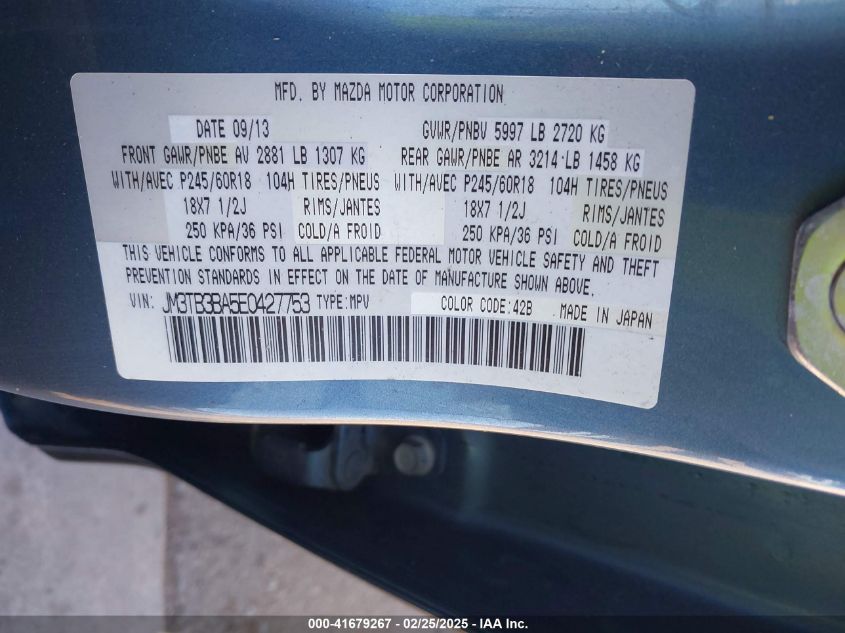 MFD. BY MAZDA MOTOR CORPORATION
DATE 09/13 GVWR/PNBV 5997 LB 2720 KG
FRONT GAWR/PNBE AV 2881 LB 1307 KG REAR GAWR/PNBE AR 3214 LB 1458 KG
WITH/AVEC P245/60R18 104H TIRES/PNEUS WITH/AVEC P245/60R18 104H TIRES/PNEUS
18X7 1/2J RIMS/JANTES 18X7 1/2J RIMS/JANTES
250 KPA/36 PSI COLD/A FROID 250 KPA/36 PSI COLD/A FROID
THIS VEHICLE CONFORMS TO ALL APPLICABLE FEDERAL MOTOR VEHICLE SAFETY AND THEFT
PREVENTION STANDARDS IN EFFECT ON THE DATE OF MANUFACTURE SHOWN ABOVE.
VIN: JM3TB3BA5E0427753 TYPE:MPV COLOR CODE:42B MADE IN JAPAN
000-41679267 - 02/25/2025 - IAA Inc.